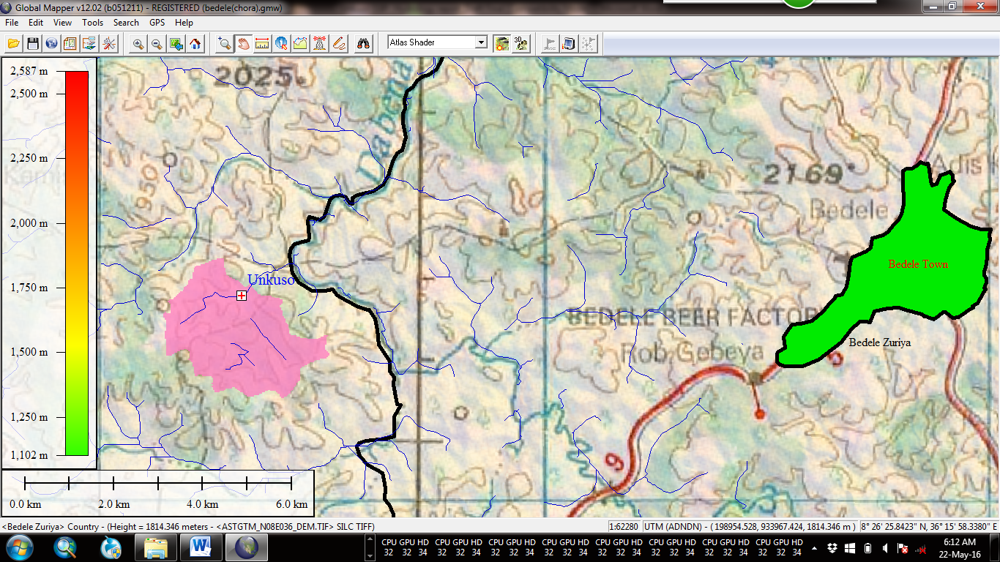 Global Mapper v12.02 (b051211) - REGISTERED (bedele(chora).gmw)
File Edit View Tools Search GPS Help
Atlas Shader
2,587 m
2,500 m
2,250 m
2,000 m
1,750 m
1,500 m
1,250 m
1,102 m
2025.
Dabena
950
Unkuso
2169
Adis
Bedele
Bedele Town
BEDELE BEER FACTOR
Bedele Zuriya
Rob Gebeya
9
0.0 km 2.0 km 4.0 km 6.0 km
<Bedele Zuriya> Country - (Height = 1814.346 meters - <ASTGTM_N08E036_DEM.TIF> SILC TIFF)
1:62280 UTM (ADNDN) - ( 198954.528, 933967.424, 1814.346 m ) 8° 26' 25.8423" N, 36° 15' 58.3380" E
CPU GPU HD CPU GPU HD CPU GPU HD CPU GPU HD CPU GPU HD CPU GPU HD CPU GPU HD CPU GPU HD
32 32 34 32 32 34 32 32 34 32 32 34 32 32 34 32 32 34 32 32 34 32 32 34
6:12 AM
22-May-16